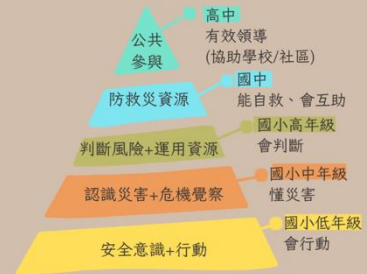 公共
參與
高中
有效領導
(協助學校/社區)
防救災資源
國中
能自救、會互助
判斷風險+運用資源
國小高年級
會判斷
認識災害+危機覺察
國小中年級
懂災害
安全意識+行動
國小低年級
會行動